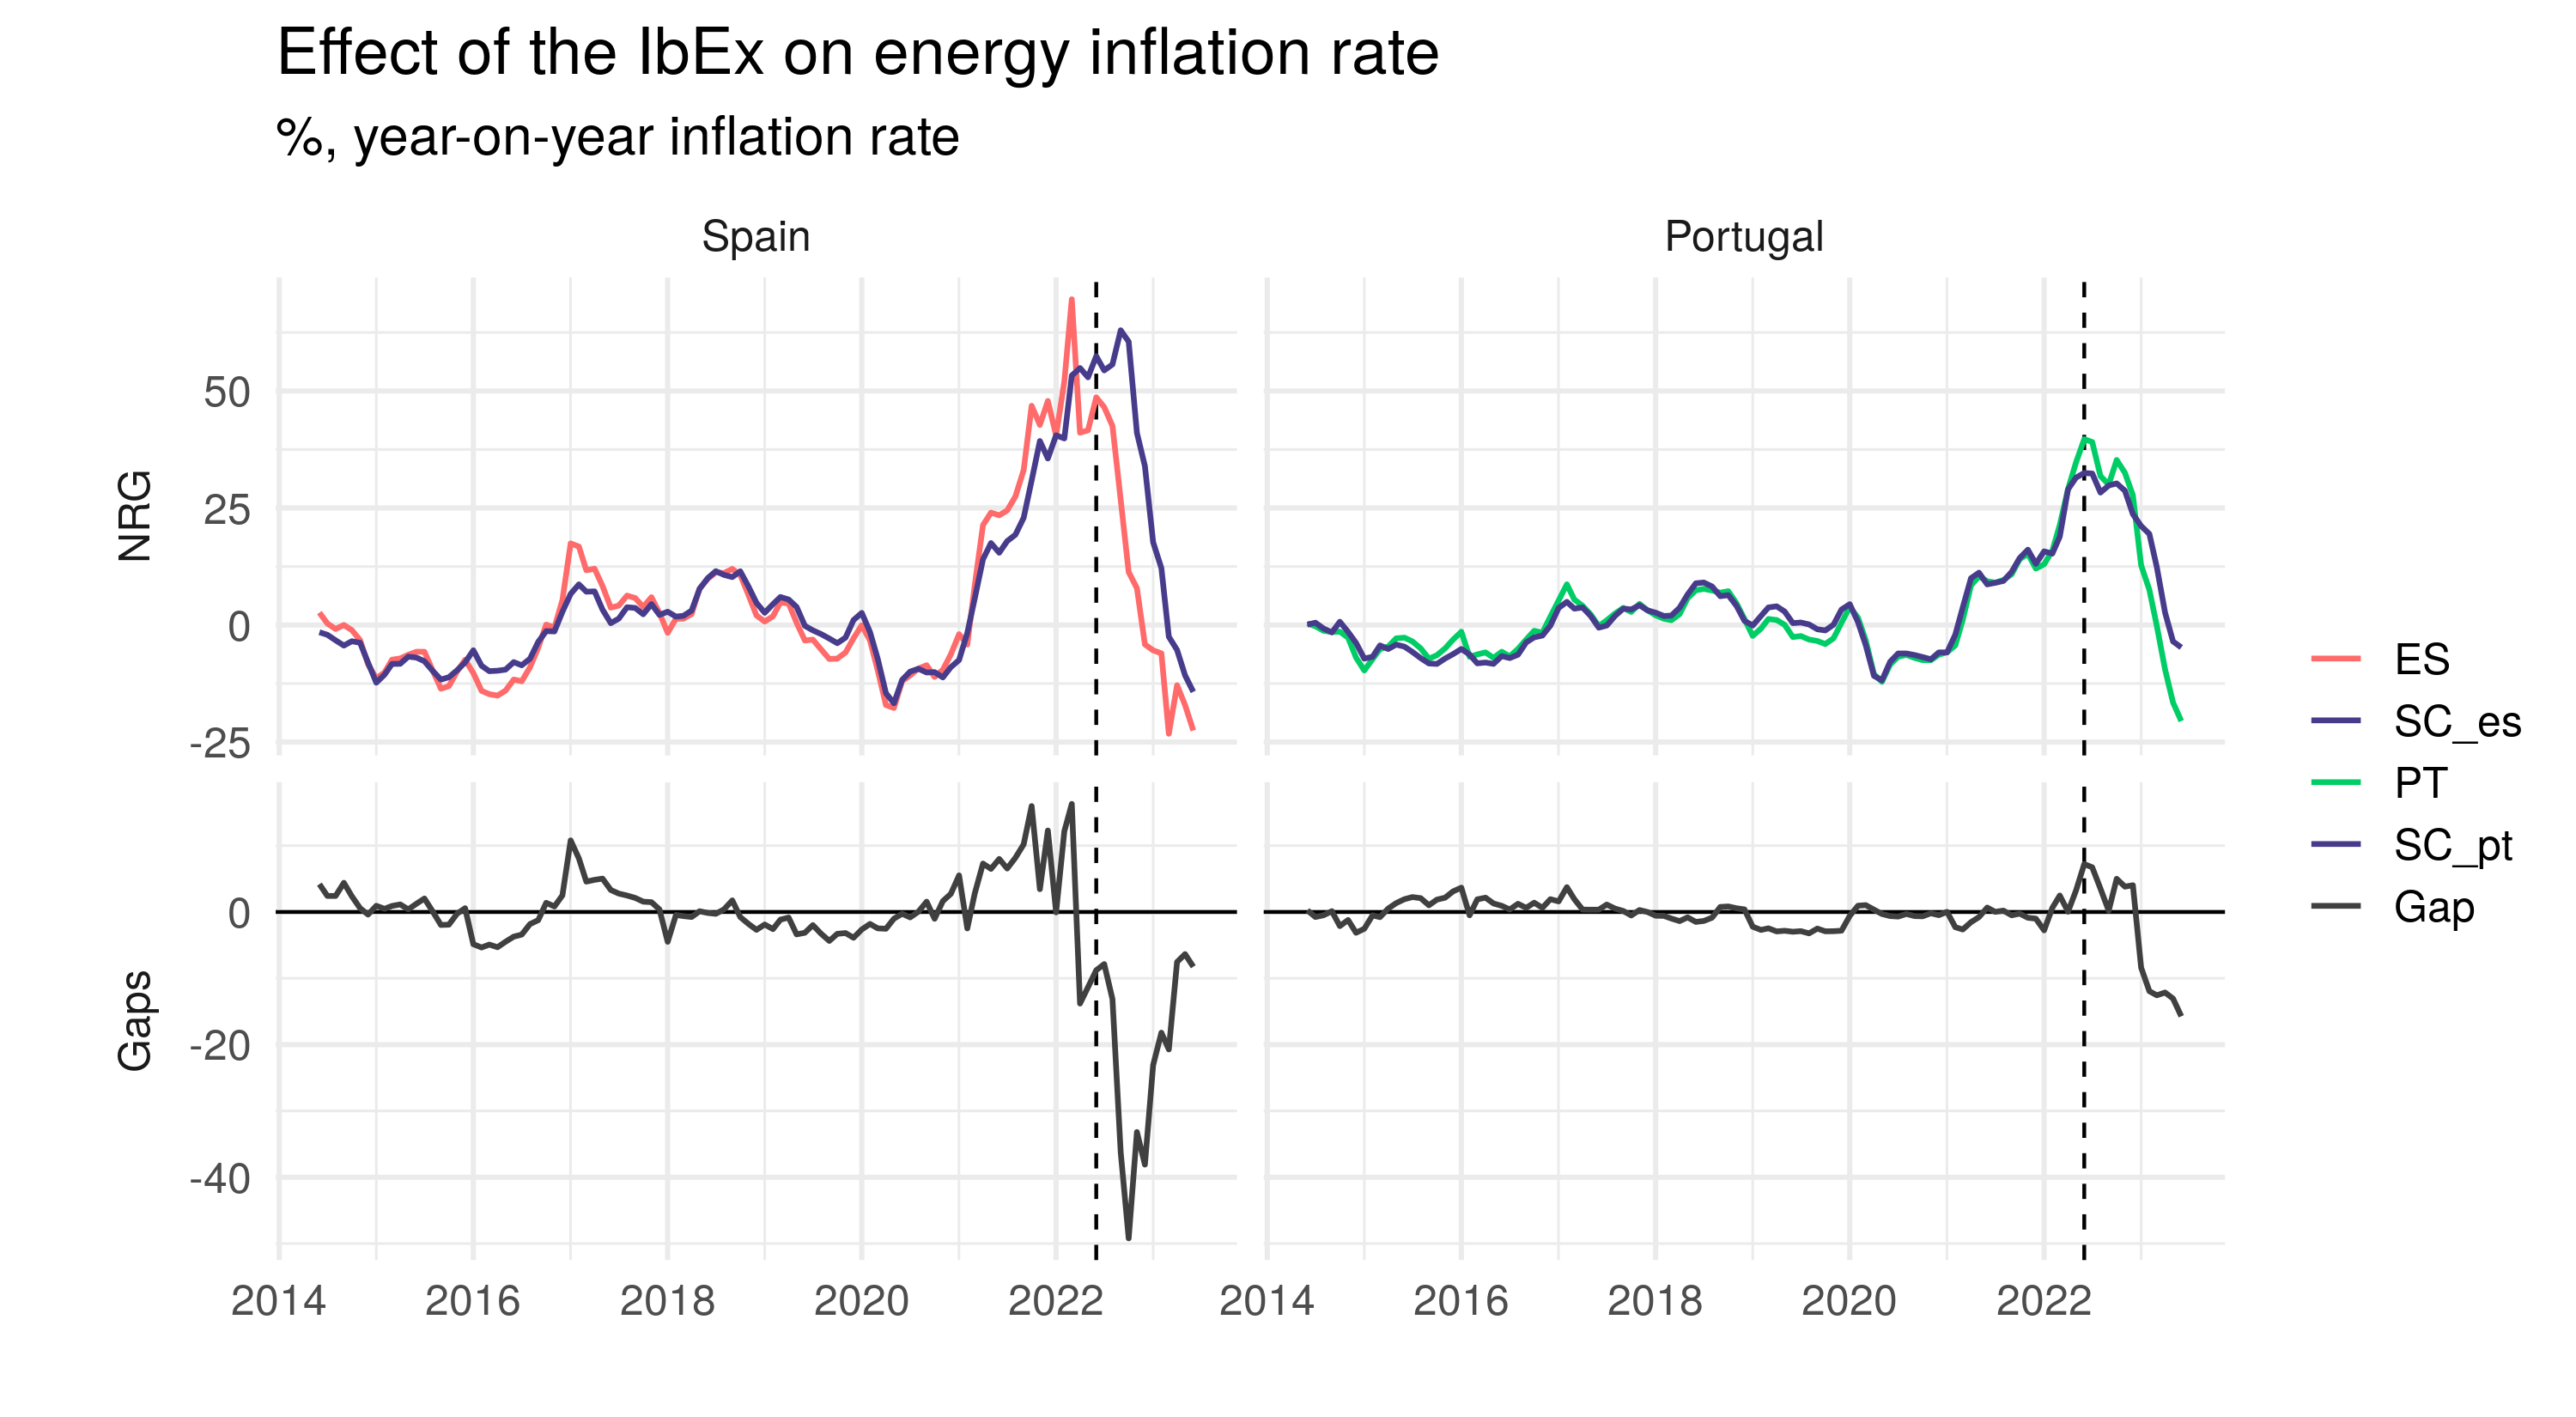 Effect of the IbEx on energy inflation rate
%, year-on-year inflation rate
Spain
Portugal
NRG
50
25
0
-25
Gaps
0
-20
-40
2014 2016 2018 2020 2022
2014 2016 2018 2020 2022
ES
SC_es
PT
SC_pt
Gap